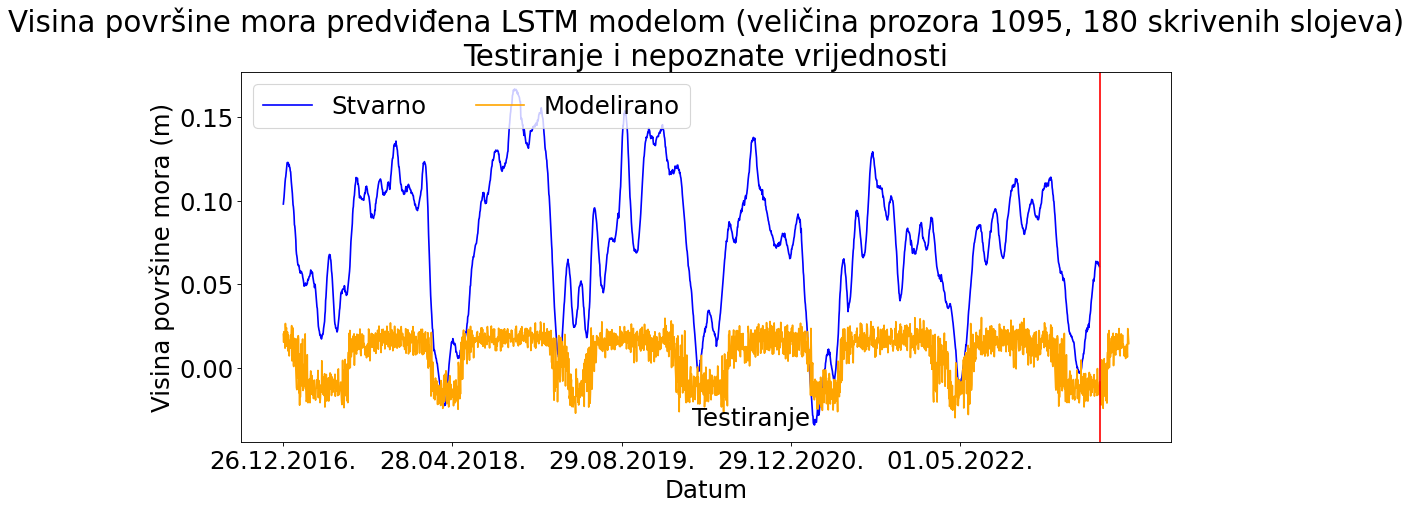 Visina površine mora predviđena LSTM modelom (veličina prozora 1095, 180 skrivenih slojeva)
Testiranje i nepoznate vrijednosti
Stvarno
Modelirano
Visina površine mora (m)
0.15
0.10
0.05
0.00
Testiranje
26.12.2016.
28.04.2018.
29.08.2019.
29.12.2020.
01.05.2022.
Datum